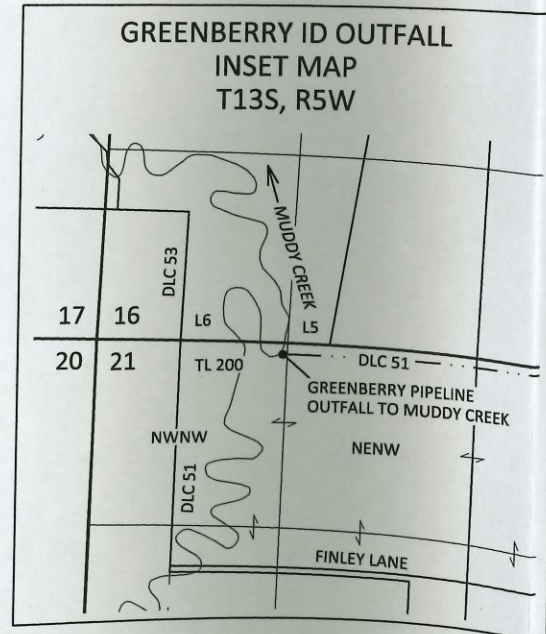 GREENBERRY ID OUTFALL
INSET MAP
T13S, R5W
MUDDY CREEK
DLC 53
17 16
L6
L5
20 21
TL 200
DLC 51
GREENBERRY PIPELINE
OUTFALL TO MUDDY CREEK
NWNW
NENW
DLC 51
FINLEY LANE